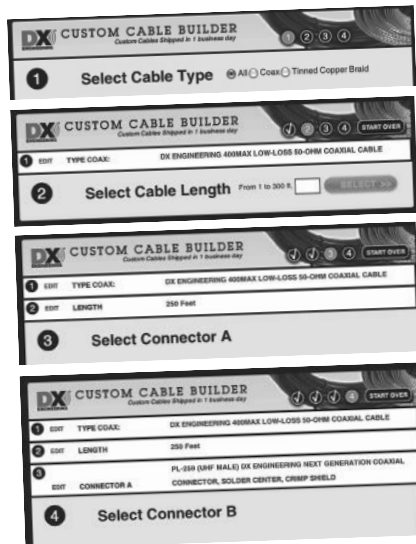 DX ENGINEERING CUSTOM CABLE BUILDER
Custom Cables Shipped in 1 business day
1 2 3 4
1 Select Cable Type All Coax Tinned Copper Braid
DX ENGINEERING CUSTOM CABLE BUILDER
Custom Cables Shipped in 1 business day
√ 2 3 4 START OVER
1 EDIT TYPE COAX: DX ENGINEERING 400MAX LOW-LOSS 50-OHM COAXIAL CABLE
2 Select Cable Length From 1 to 300 ft. SELECT >>
DX ENGINEERING CUSTOM CABLE BUILDER
Custom Cables Shipped in 1 business day
√ √ 3 4 START OVER
1 EDIT TYPE COAX: DX ENGINEERING 400MAX LOW-LOSS 50-OHM COAXIAL CABLE
2 EDIT LENGTH 250 Feet
3 Select Connector A
DX ENGINEERING CUSTOM CABLE BUILDER
Custom Cables Shipped in 1 business day
√ √ √ 4 START OVER
1 EDIT TYPE COAX: DX ENGINEERING 400MAX LOW-LOSS 50-OHM COAXIAL CABLE
2 EDIT LENGTH 250 Feet
3 PL-259 (UHF MALE) DX ENGINEERING NEXT GENERATION COAXIAL
EDIT CONNECTOR A CONNECTOR, SOLDER CENTER, CRIMP SHIELD
4 Select Connector B